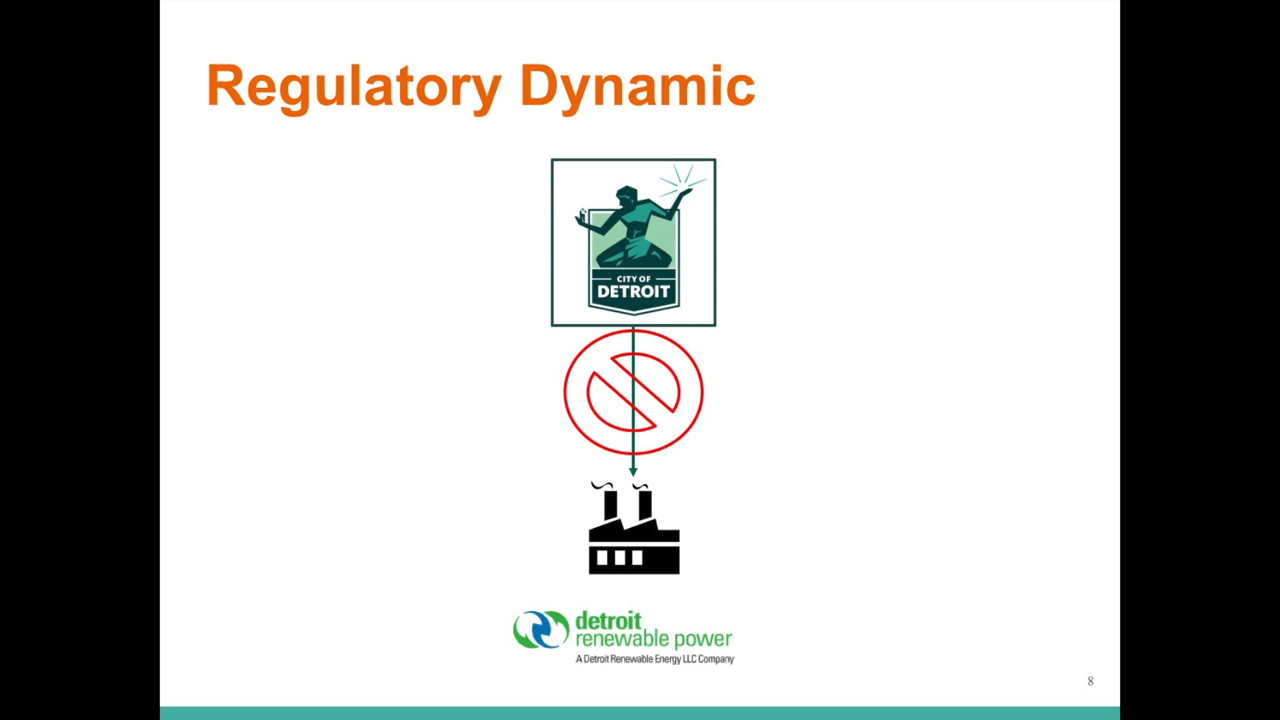 Regulatory Dynamic
CITY OF
DETROIT
detroit
renewable power
A Detroit Renewable Energy LLC Company
8